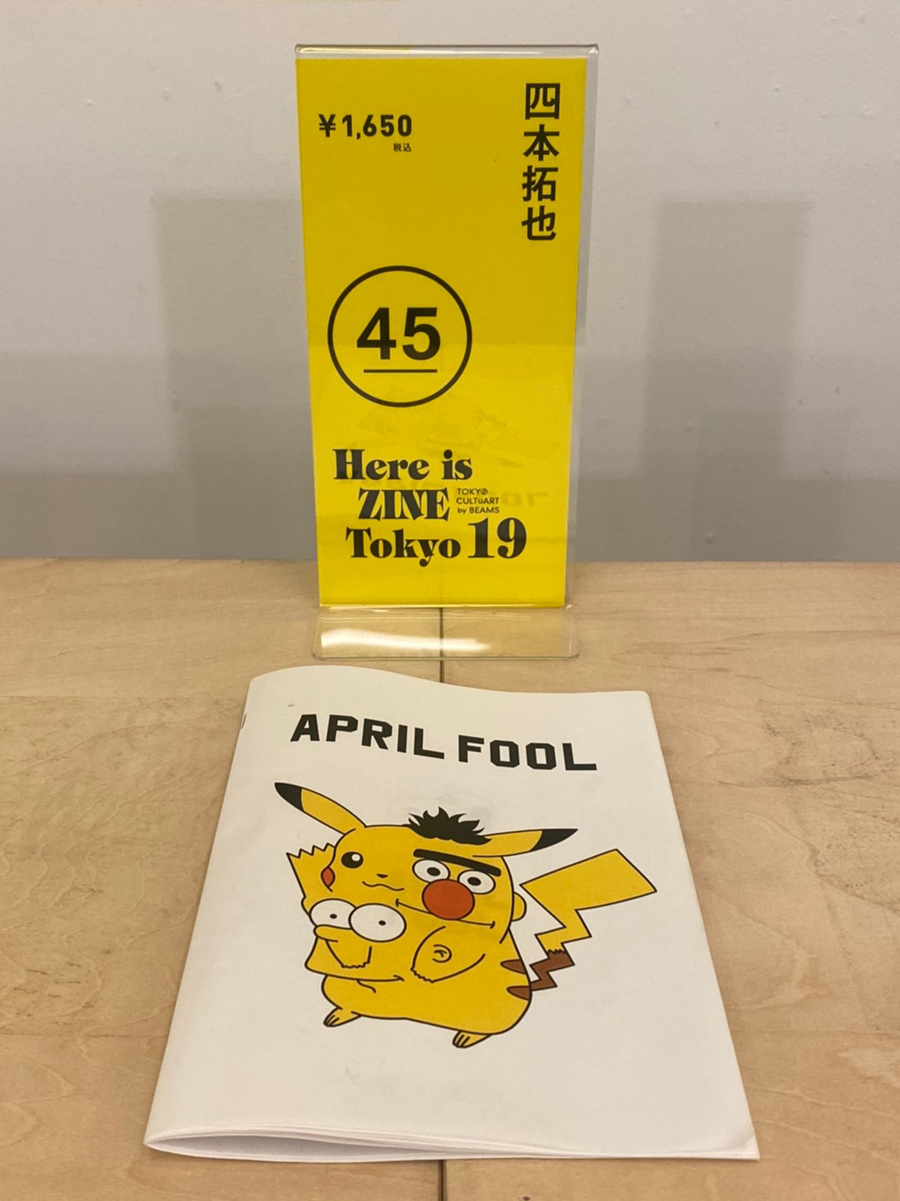 四本拓也
¥1,650
税込
45
Here is
ZINE
TOKYO
CULTUART
by BEAMS
Tokyo 19
APRIL FOOL